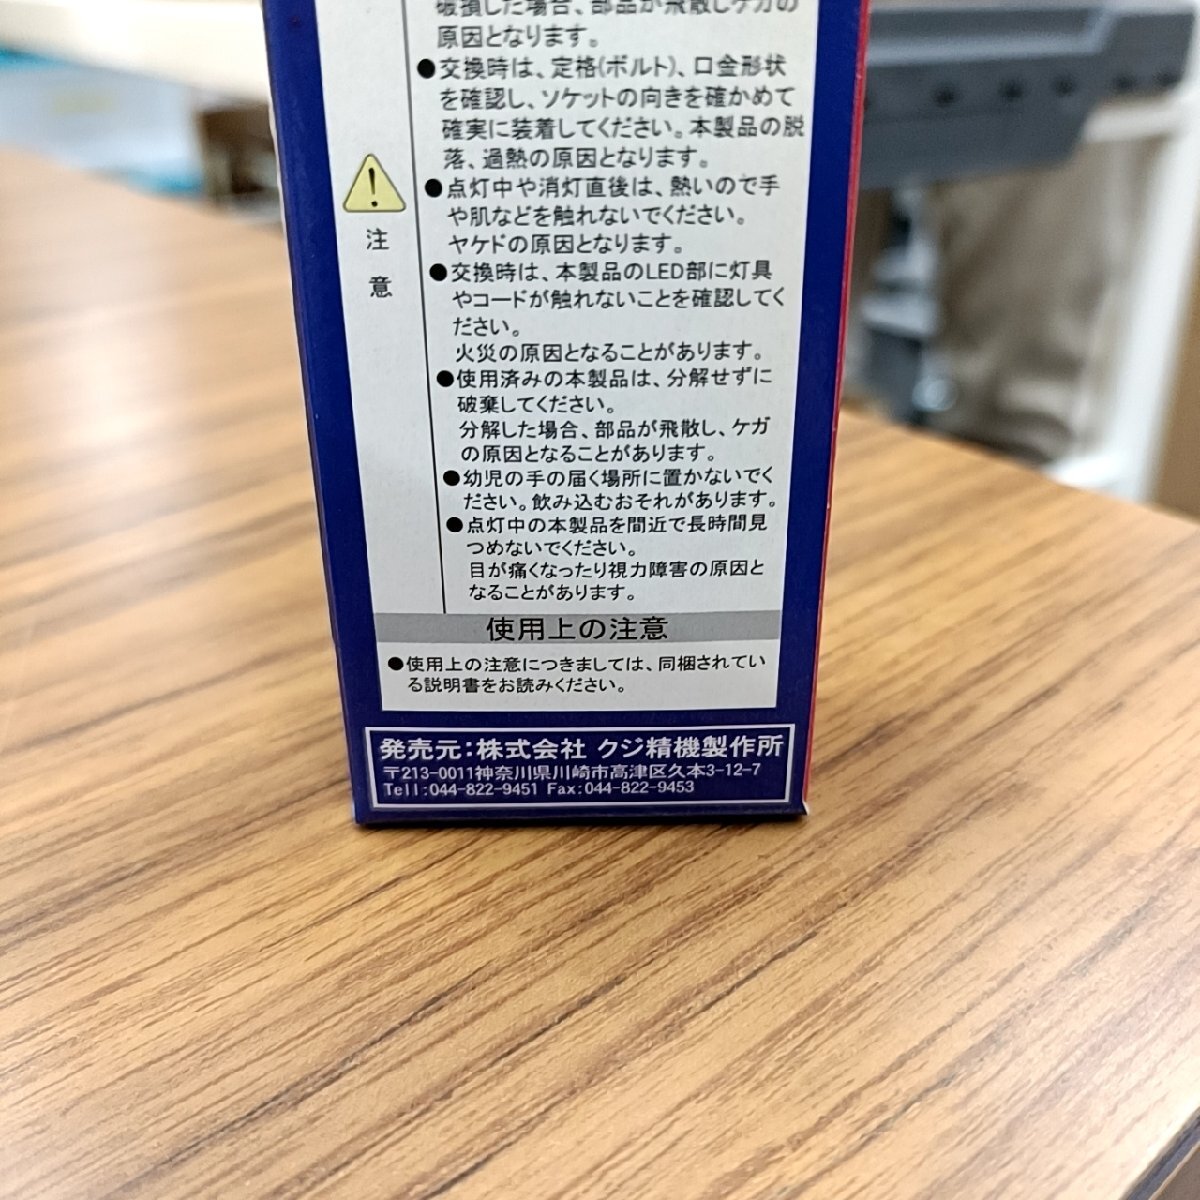 破損した場合、部品が飛散しケガの
原因となります。
●交換時は、定格(ボルト)、口金形状
を確認し、ソケットの向きを確かめて
確実に装着してください。本製品の脱
落、過熱の原因となります。
注意
●点灯中や消灯直後は、熱いので手
や肌などを触れないでください。
ヤケドの原因となります。
●交換時は、本製品のLED部に灯具
やコードが触れないことを確認してく
ださい。
火災の原因となることがあります。
●使用済みの本製品は、分解せずに
破棄してください。
分解した場合、部品が飛散し、ケガ
の原因となることがあります。
●幼児の手の届く場所に置かないでく
ださい。飲み込むおそれがあります。
●点灯中の本製品を間近で長時間見
つめないでください。
目が痛くなったり視力障害の原因と
なることがあります。
使用上の注意
●使用上の注意につきましては、同梱されてい
る説明書をお読みください。
発売元:株式会社 クジ精機製作所
〒213-0011神奈川県川崎市高津区久本3-12-7
Tell:044-822-9451 Fax:044-822-9453